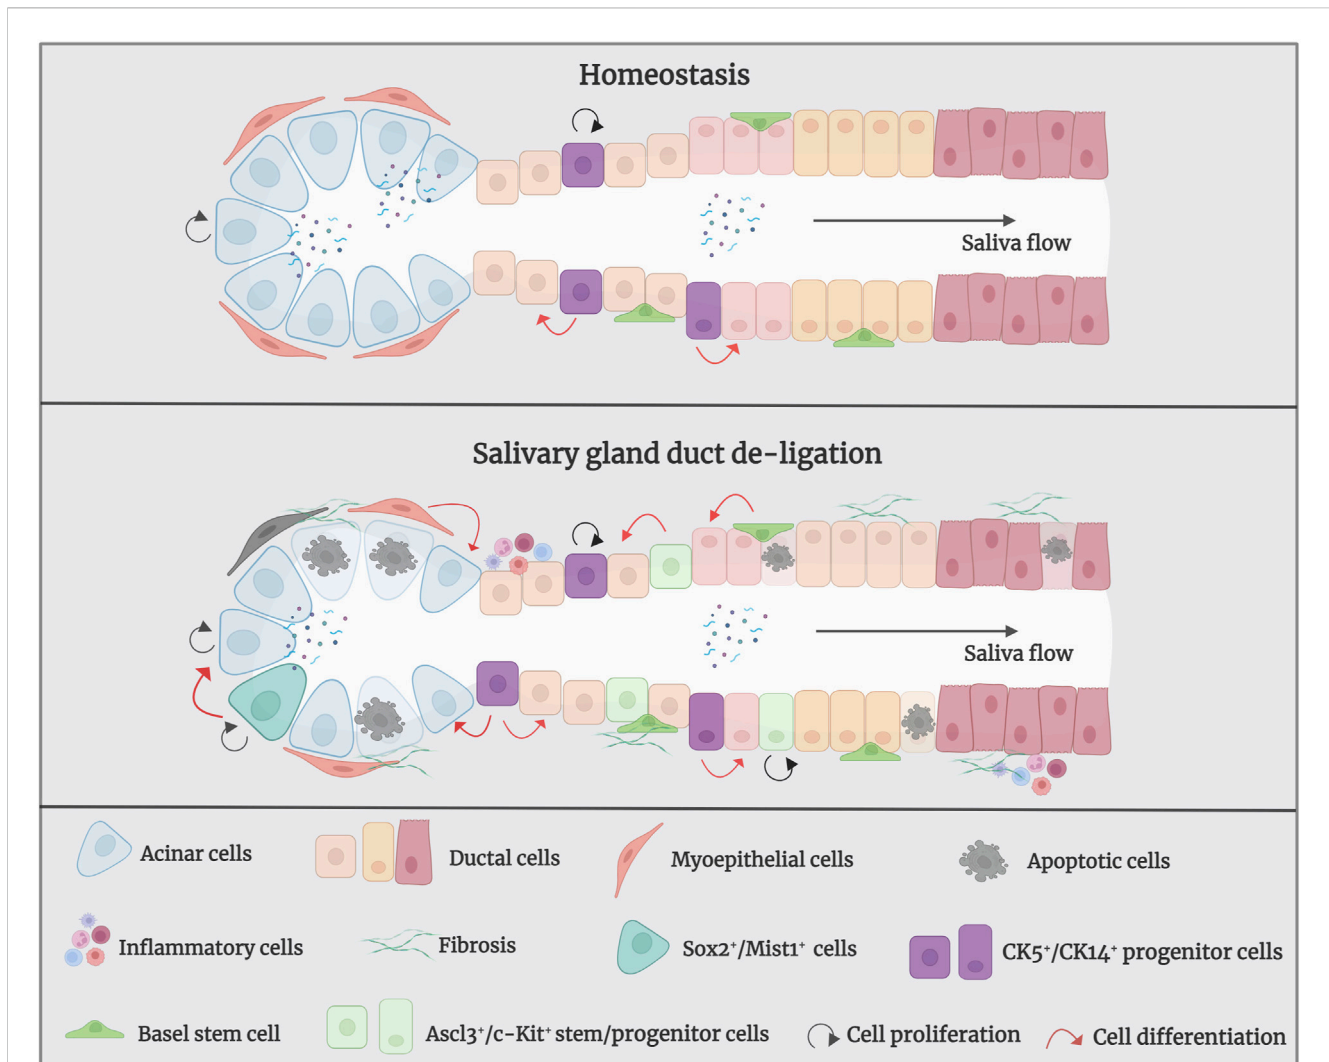 Homeostasis
Saliva flow
Salivary gland duct de-ligation
Saliva flow
Acinar cells
Ductal cells
Myoepithelial cells
Apoptotic cells
Inflammatory cells
Fibrosis
Sox2⁺/Mist1⁺ cells
CK5⁺/CK14⁺ progenitor cells
Basel stem cell
Ascl3⁺/c-Kit⁺ stem/progenitor cells
Cell proliferation
Cell differentiation